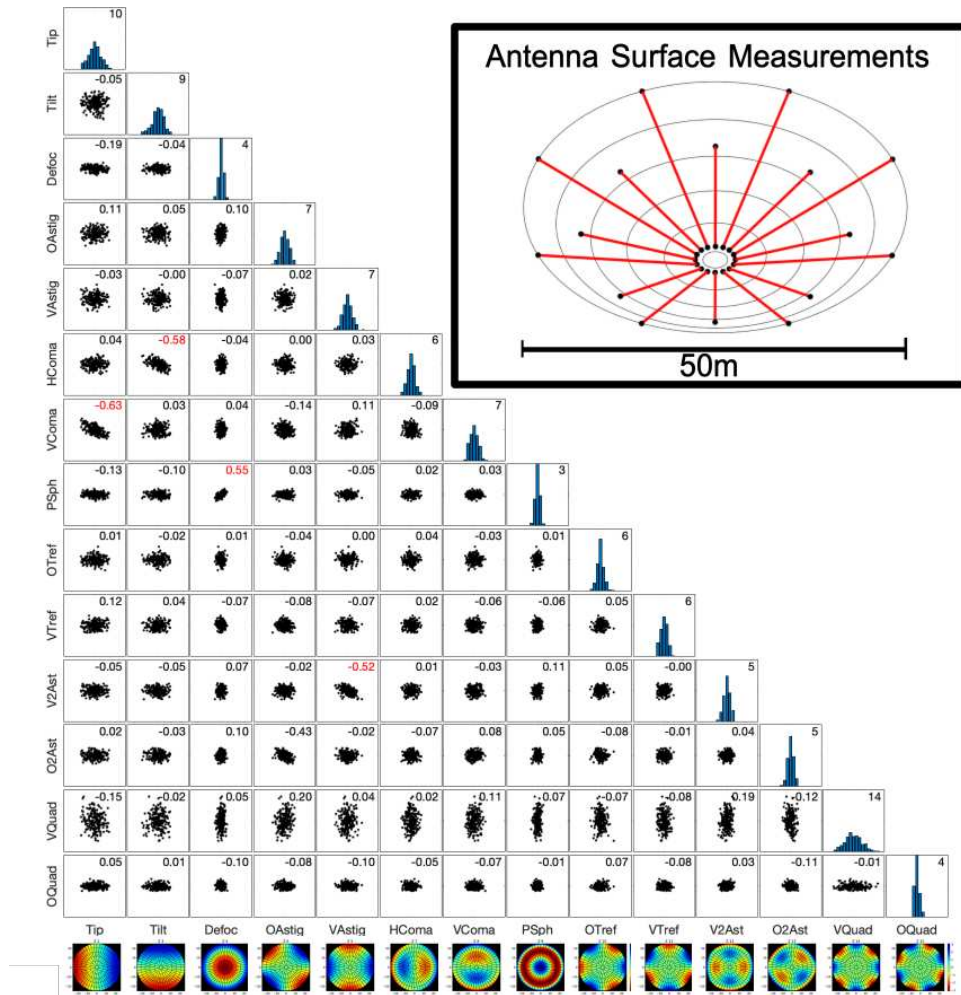 10
Tip
Antenna Surface Measurements
-0.05 9
Tilt
-0.19 -0.04 4
Defoc
0.11 0.05 0.10 7
OAstig
-0.03 -0.00 -0.07 0.02 7
VAstig
0.04 -0.58 -0.04 0.00 0.03 6
HComa
50m
-0.63 0.03 0.04 -0.14 0.11 -0.09 7
VComa
-0.13 -0.10 0.55 0.03 -0.05 0.02 0.03 3
PSph
0.01 -0.02 0.01 -0.04 0.00 0.04 -0.03 0.01 6
OTref
0.12 0.04 -0.07 -0.08 -0.07 0.02 -0.06 -0.06 0.05 6
VTref
-0.05 -0.05 0.07 -0.02 -0.52 0.01 -0.03 0.11 0.05 -0.00 5
V2Ast
0.02 -0.03 0.10 -0.43 -0.02 -0.07 0.08 0.05 -0.08 -0.01 0.04 5
O2Ast
-0.15 -0.02 0.05 0.20 0.04 -0.02 -0.11 -0.07 -0.07 -0.08 -0.19 -0.12 14
VQuad
0.05 0.01 -0.10 -0.08 -0.10 -0.05 -0.07 -0.01 0.07 -0.08 0.03 -0.11 -0.01 4
OQuad
Tip Tilt Defoc OAstig VAstig HComa VComa PSph OTref VTref V2Ast O2Ast VQuad OQuad